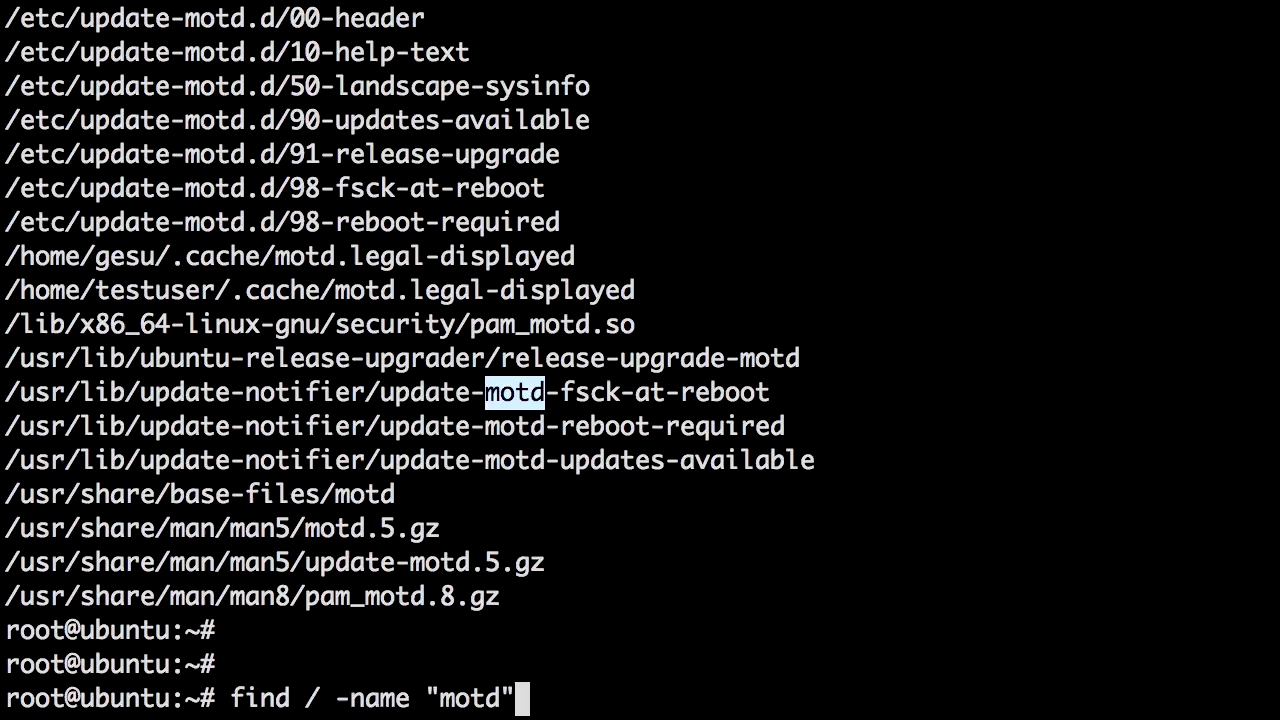 /etc/update-motd.d/00-header
/etc/update-motd.d/10-help-text
/etc/update-motd.d/50-landscape-sysinfo
/etc/update-motd.d/90-updates-available
/etc/update-motd.d/91-release-upgrade
/etc/update-motd.d/98-fsck-at-reboot
/etc/update-motd.d/98-reboot-required
/home/gesu/.cache/motd.legal-displayed
/home/testuser/.cache/motd.legal-displayed
/lib/x86_64-linux-gnu/security/pam_motd.so
/usr/lib/ubuntu-release-upgrader/release-upgrade-motd
/usr/lib/update-notifier/update-motd-fsck-at-reboot
/usr/lib/update-notifier/update-motd-reboot-required
/usr/lib/update-notifier/update-motd-updates-available
/usr/share/base-files/motd
/usr/share/man/man5/motd.5.gz
/usr/share/man/man5/update-motd.5.gz
/usr/share/man/man8/pam_motd.8.gz
root@ubuntu:~#
root@ubuntu:~#
root@ubuntu:~# find / -name "motd"